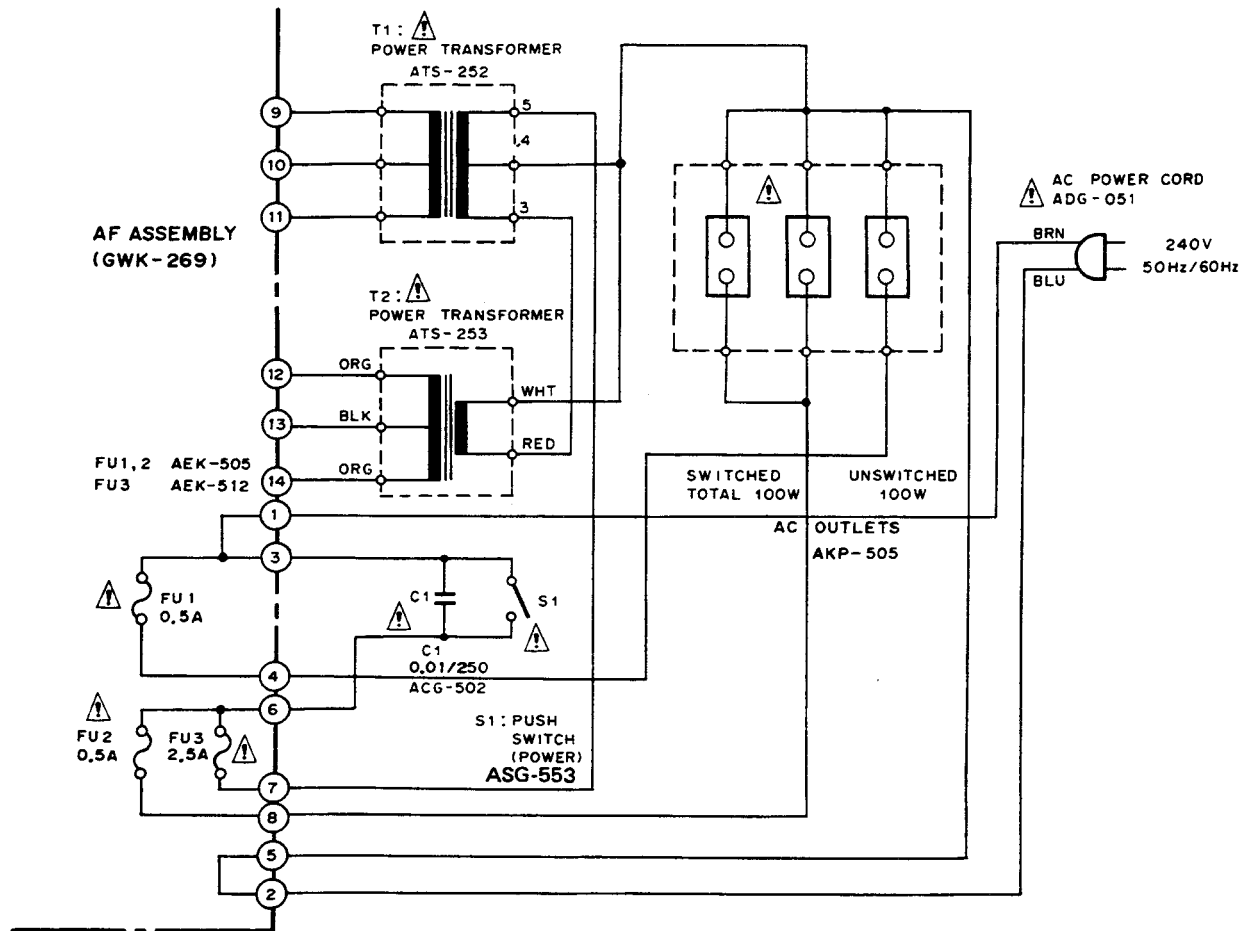 T1:
POWER TRANSFORMER
ATS-252
9
10
11
5
4
3
AF ASSEMBLY
(GWK-269)
T2:
POWER TRANSFORMER
ATS-253
12
ORG
13
BLK
14
ORG
WHT
RED
AC POWER CORD
ADG-051
BRN
BLU
240V
50Hz/60Hz
FU1,2 AEK-505
FU3 AEK-512
SWITCHED
TOTAL 100W
UNSWITCHED
100W
AC OUTLETS
AKP-505
1
3
FU1
0,5A
C1
S1
C1
0,01/250
ACG-502
4
6
FU2
0,5A
FU3
2,5A
S1: PUSH
SWITCH
(POWER)
ASG-553
7
8
5
2